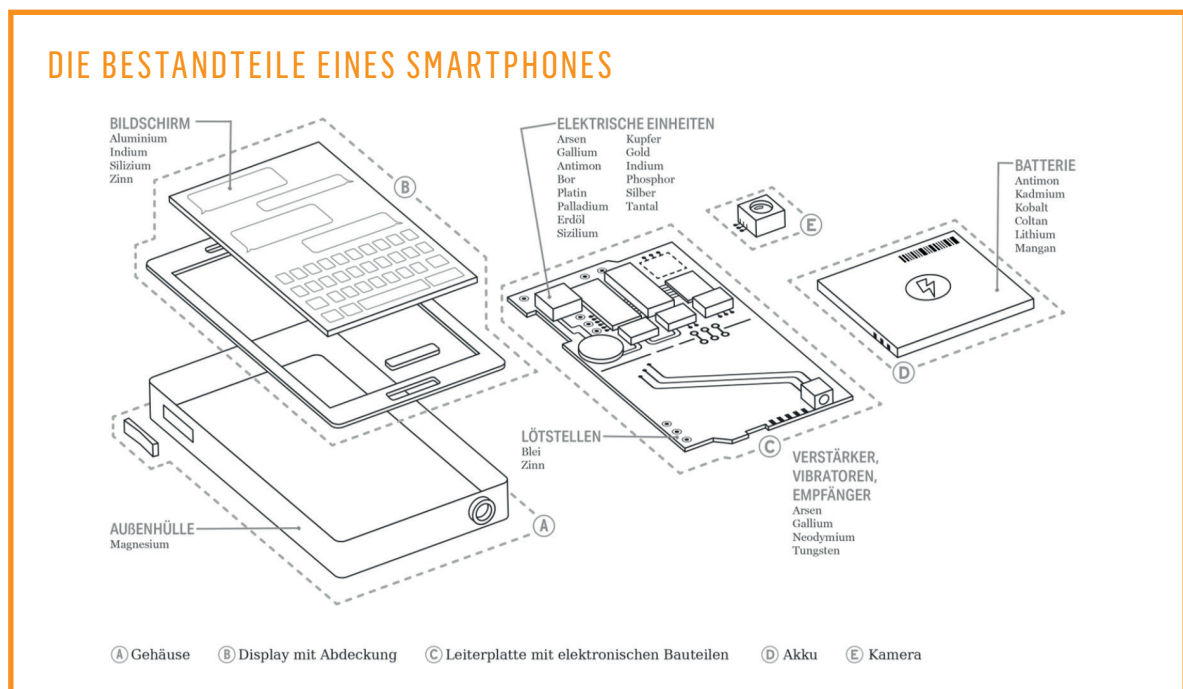 DIE BESTANDTEILE EINES SMARTPHONES
BILDSCHIRM
Aluminium
Indium
Silizium
Zinn
B
ELEKTRISCHE EINHEITEN
Arsen Kupfer
Gallium Gold
Antimon Indium
Bor Phosphor
Platin Silber
Palladium Tantal
Erdöl
Sizilium
E
BATTERIE
Antimon
Kadmium
Kobalt
Coltan
Lithium
Mangan
D
LÖTSTELLEN
Blei
Zinn
C
VERSTÄRKER,
VIBRATOREN,
EMPFÄNGER
Arsen
Gallium
Neodymium
Tungsten
AUßENHÜLLE
Magnesium
A
A Gehäuse B Display mit Abdeckung C Leiterplatte mit elektronischen Bauteilen D Akku E Kamera